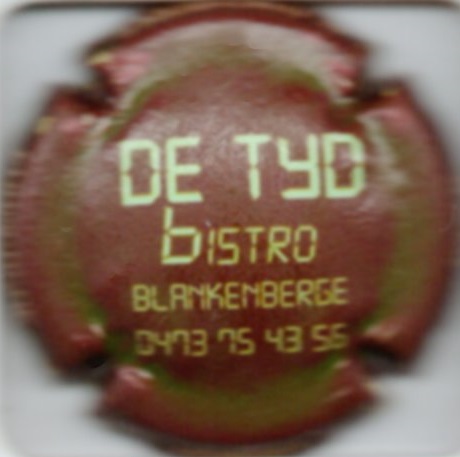 DE TYD
bISTRO
BLANKENBERGE
0473 75 43 56